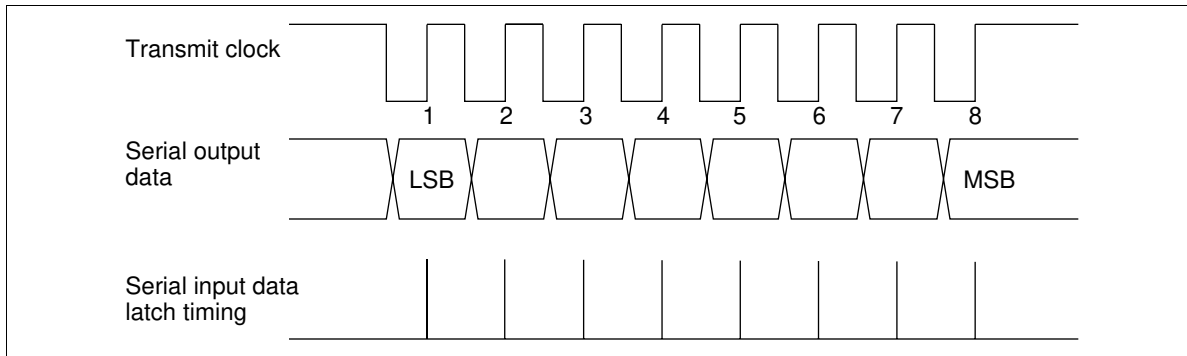 Transmit clock
1 2 3 4 5 6 7 8
Serial output
data
LSB MSB
Serial input data
latch timing